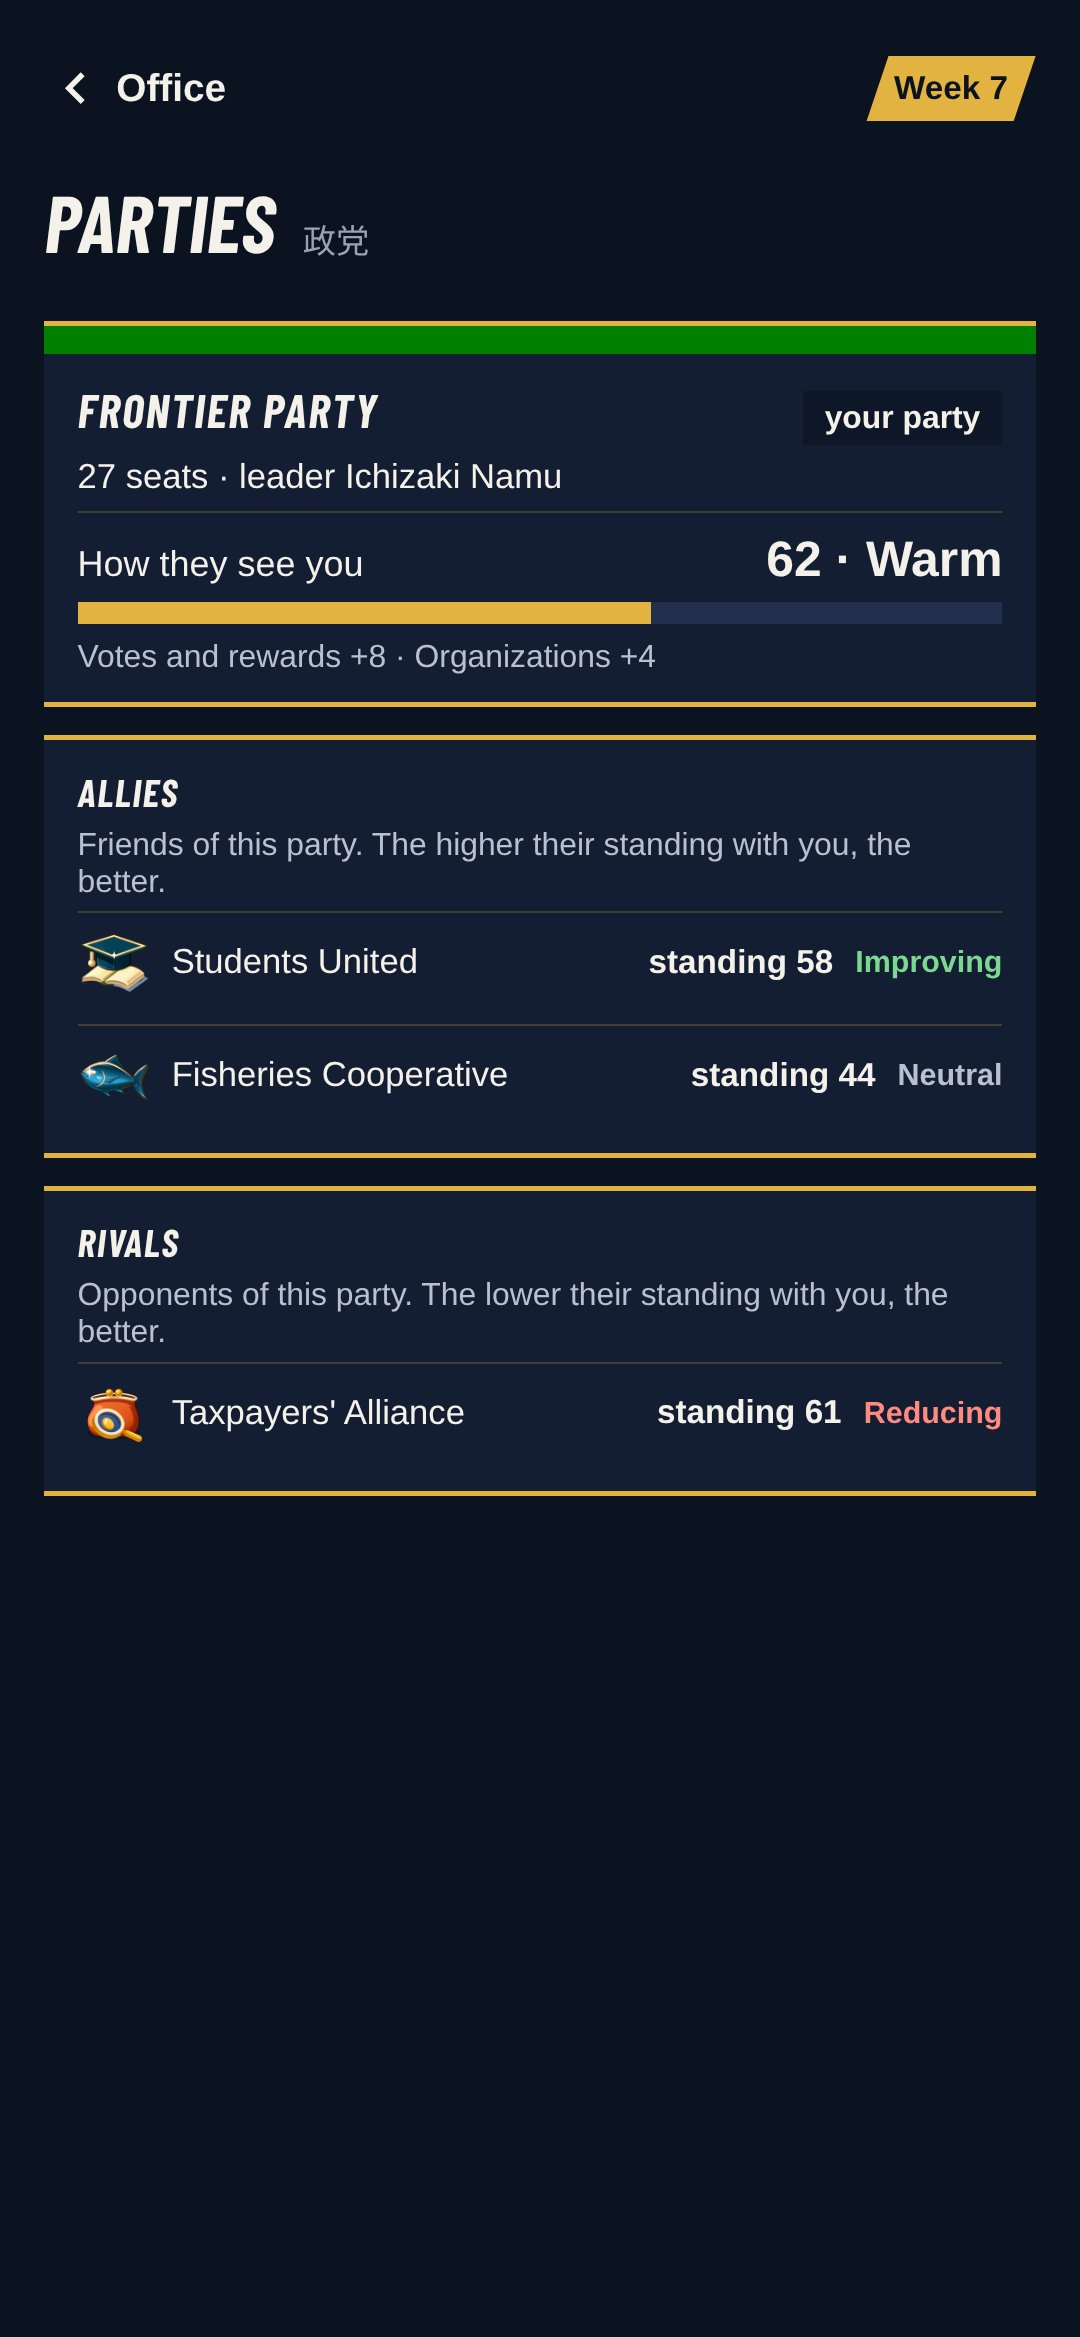 Office
Week 7
PARTIES 政党
FRONTIER PARTY
your party
27 seats · leader Ichizaki Namu
How they see you
62 · Warm
Votes and rewards +8 · Organizations +4
ALLIES
Friends of this party. The higher their standing with you, the
better.
Students United standing 58 Improving
Fisheries Cooperative standing 44 Neutral
RIVALS
Opponents of this party. The lower their standing with you, the
better.
Taxpayers' Alliance standing 61 Reducing